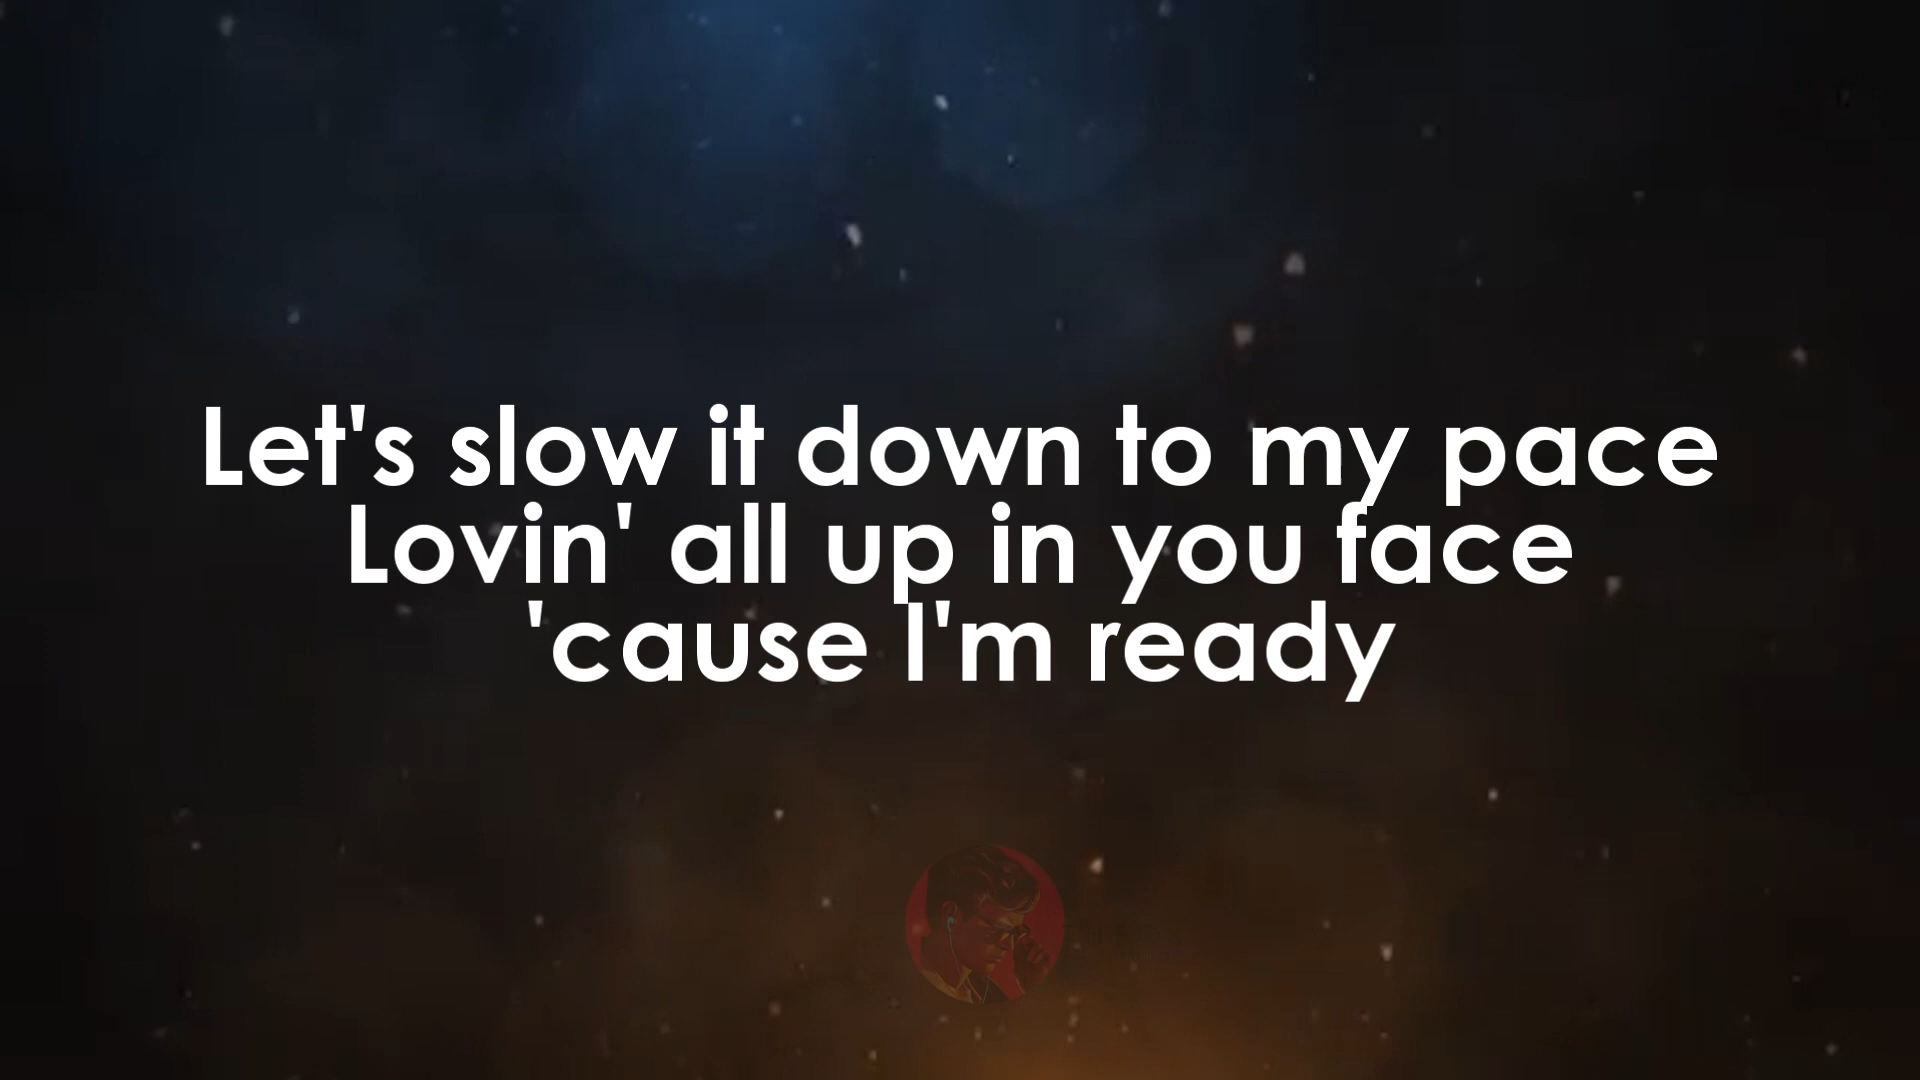 Let's slow it down to my pace
Lovin' all up in you face
'cause I'm ready